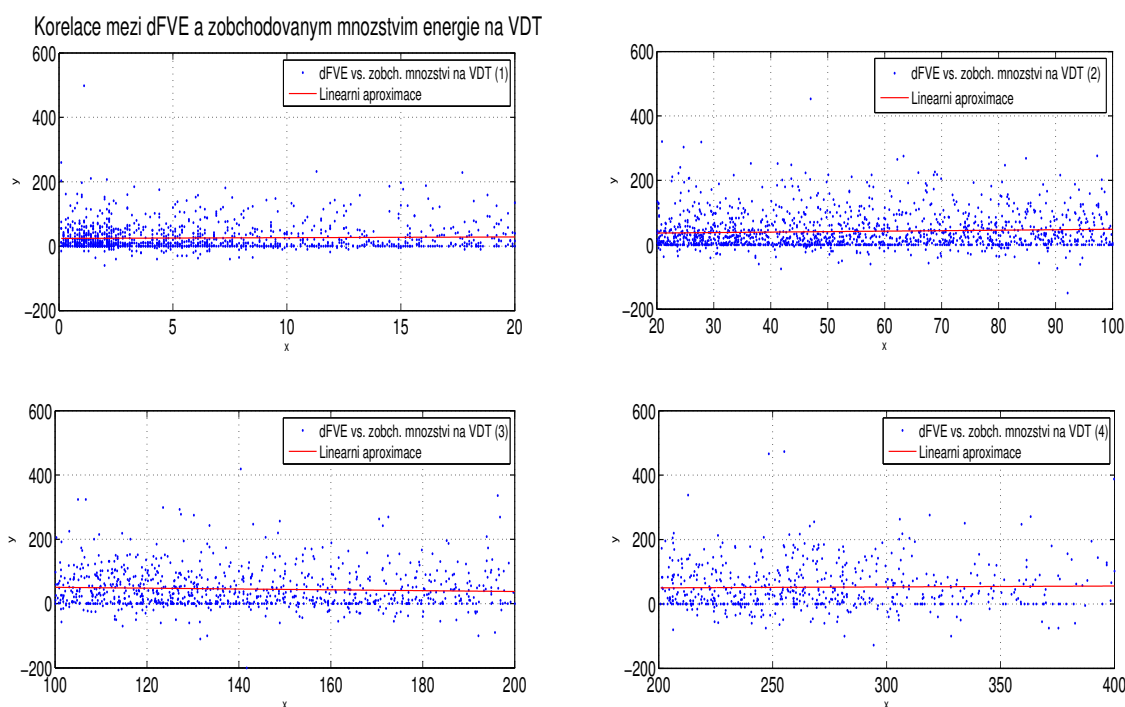 Korelace mezi dFVE a zobchodovanym mnozstvim energie na VDT
600
400
200
0
−200
y
dFVE vs. zobch. mnozstvi na VDT (1)
Linearni aproximace
0 5 10 15 20
x
600
400
200
0
−200
y
dFVE vs. zobch. mnozstvi na VDT (2)
Linearni aproximace
20 30 40 50 60 70 80 90 100
x
600
400
200
0
−200
y
dFVE vs. zobch. mnozstvi na VDT (3)
Linearni aproximace
100 120 140 160 180 200
x
600
400
200
0
−200
y
dFVE vs. zobch. mnozstvi na VDT (4)
Linearni aproximace
200 250 300 350 400
x